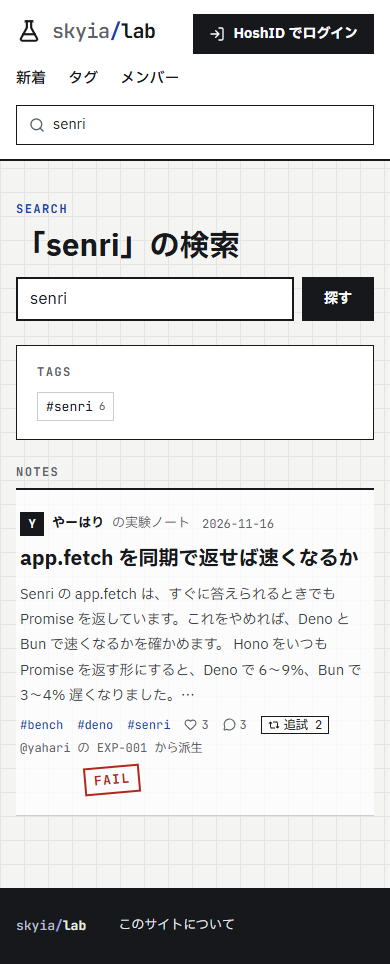 skyia/lab
HoshID でログイン
新着 タグ メンバー
senri
SEARCH
「senri」の検索
senri
探す
TAGS
#senri 6
NOTES
Y やーはり の実験ノート 2026-11-16
app.fetch を同期で返せば速くなるか
Senri の app.fetch は、すぐに答えられるときでも
Promise を返しています。これをやめれば、Deno と
Bun で速くなるかを確かめます。 Hono をいつも
Promise を返す形にすると、Deno で 6〜9%、Bun で
3〜4% 遅くなりました。…
#bench #deno #senri 3 3 追試 2
@yahari の EXP-001 から派生
FAIL
skyia/lab このサイトについて